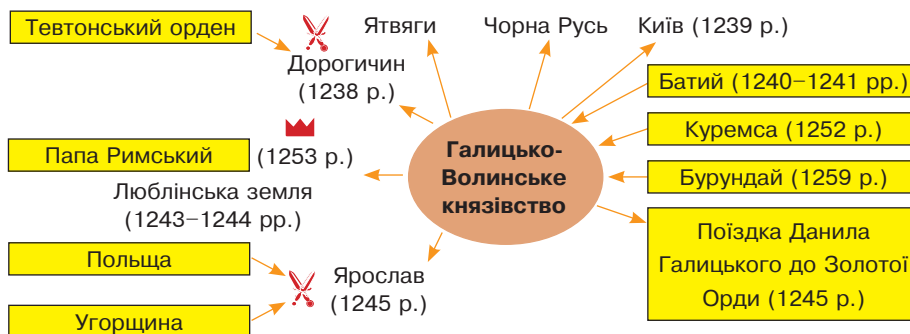 Тевтонський орден
Дорогичин
(1238 р.)
Ятвяги
Чорна Русь
Київ (1239 р.)
Батий (1240–1241 рр.)
Куремса (1252 р.)
Бурундай (1259 р.)
Папа Римський
(1253 р.)
Люблінська земля
(1243–1244 рр.)
Галицько-
Волинське
князівство
Поїздка Данила
Галицького до Золотої
Орди (1245 р.)
Польща
Ярослав
(1245 р.)
Угорщина